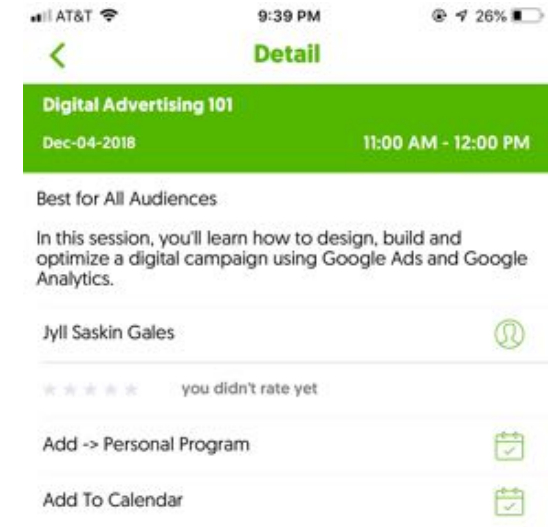 AT&T 9:39 PM 26%
Detail
Digital Advertising 101
Dec-04-2018 11:00 AM - 12:00 PM
Best for All Audiences
In this session, you'll learn how to design, build and
optimize a digital campaign using Google Ads and Google
Analytics.
Jyll Saskin Gales
you didn't rate yet
Add -> Personal Program
Add To Calendar